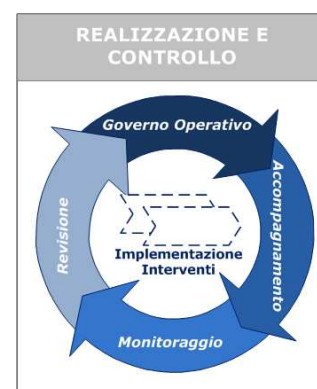 REALIZZAZIONE E
CONTROLLO
Governo Operativo
Accompagnamento
Implementazione
Interventi
Revisione
Monitoraggio